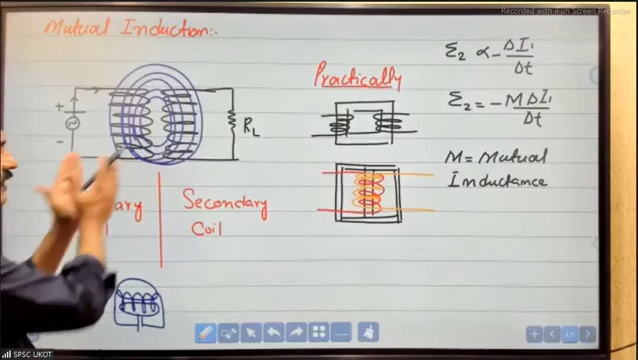 Recorded with iTop Screen Recorder
Mutual Induction:-
+
-
RL
Secondary
Coil
Practically
ε2 ∝ - ΔI1/Δt
ε2 = - M ΔI1/Δt
M = Mutual
Inductance
SPSC UKOT